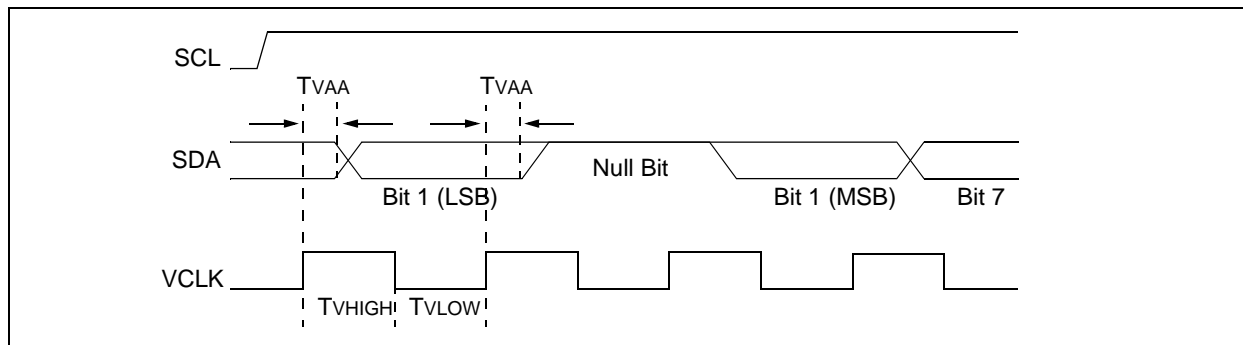 SCL
TVAA TVAA
SDA
Null Bit
Bit 1 (LSB) Bit 1 (MSB) Bit 7
VCLK
TVHIGH TVLOW